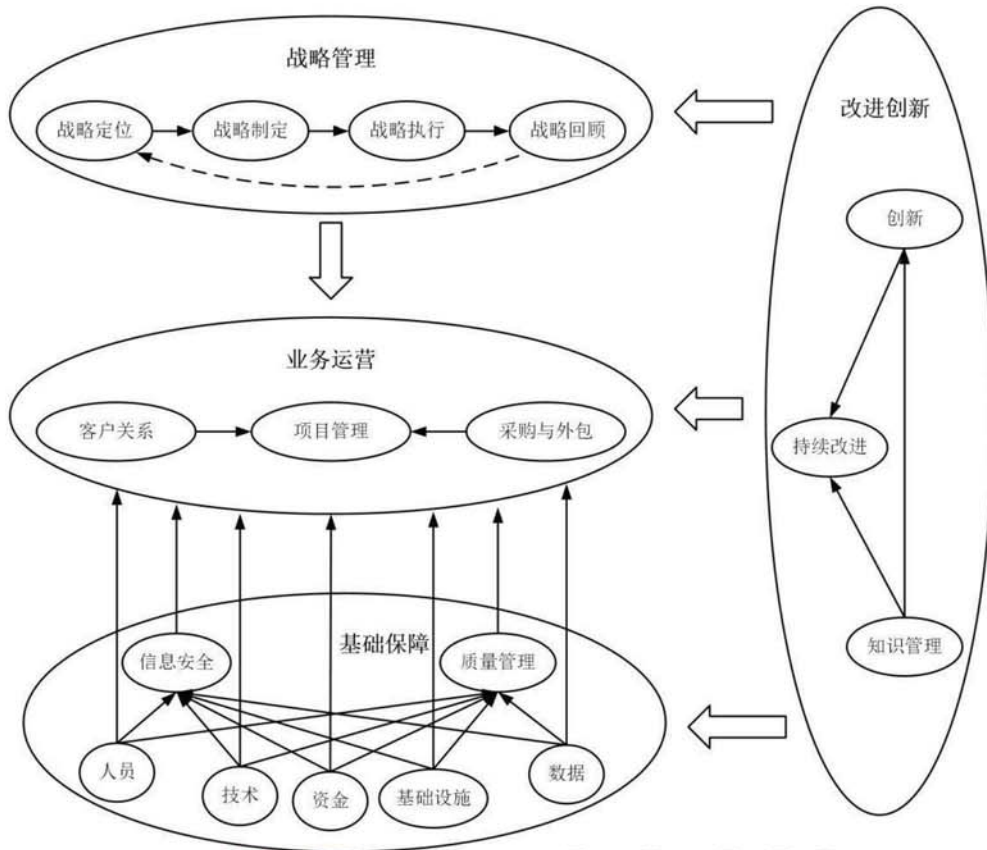 战略管理
战略定位
战略制定
战略执行
战略回顾
业务运营
客户关系
项目管理
采购与外包
基础保障
信息安全
质量管理
人员
技术
资金
基础设施
数据
改进创新
创新
持续改进
知识管理